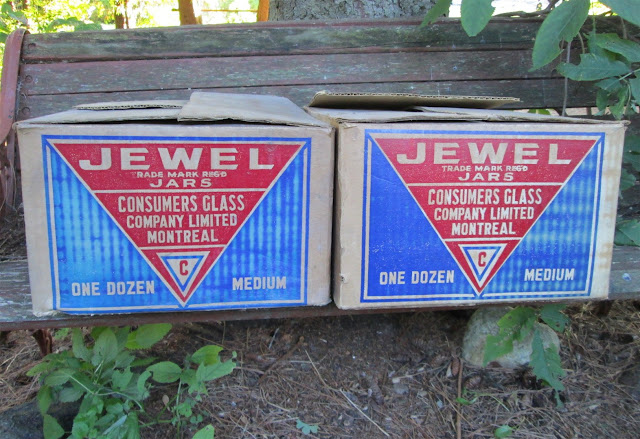 JEWEL
TRADE MARK REG'D
JARS
CONSUMERS GLASS
COMPANY LIMITED
MONTREAL
C
ONE DOZEN
MEDIUM
JEWEL
TRADE MARK REG'D
JARS
CONSUMERS GLASS
COMPANY LIMITED
MONTREAL
C
ONE DOZEN
MEDIUM